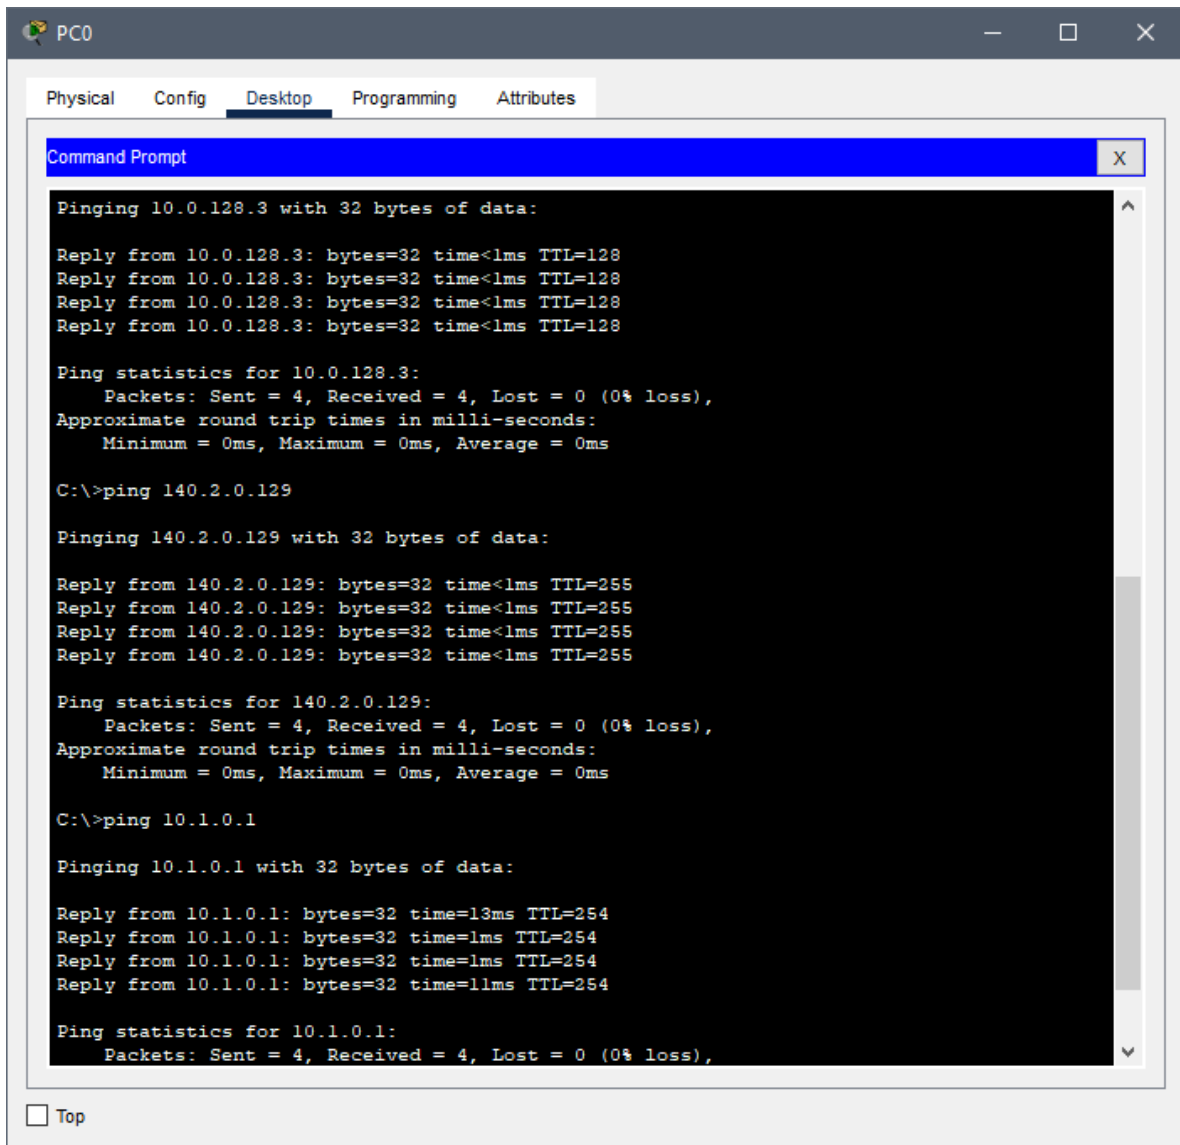 PC0
Physical Config Desktop Programming Attributes
Command Prompt
X
Pinging 10.0.128.3 with 32 bytes of data:
Reply from 10.0.128.3: bytes=32 time<1ms TTL=128
Reply from 10.0.128.3: bytes=32 time<1ms TTL=128
Reply from 10.0.128.3: bytes=32 time<1ms TTL=128
Reply from 10.0.128.3: bytes=32 time<1ms TTL=128
Ping statistics for 10.0.128.3:
Packets: Sent = 4, Received = 4, Lost = 0 (0% loss),
Approximate round trip times in milli-seconds:
Minimum = 0ms, Maximum = 0ms, Average = 0ms
C:\>ping 140.2.0.129
Pinging 140.2.0.129 with 32 bytes of data:
Reply from 140.2.0.129: bytes=32 time<1ms TTL=255
Reply from 140.2.0.129: bytes=32 time<1ms TTL=255
Reply from 140.2.0.129: bytes=32 time<1ms TTL=255
Reply from 140.2.0.129: bytes=32 time<1ms TTL=255
Ping statistics for 140.2.0.129:
Packets: Sent = 4, Received = 4, Lost = 0 (0% loss),
Approximate round trip times in milli-seconds:
Minimum = 0ms, Maximum = 0ms, Average = 0ms
C:\>ping 10.1.0.1
Pinging 10.1.0.1 with 32 bytes of data:
Reply from 10.1.0.1: bytes=32 time=13ms TTL=254
Reply from 10.1.0.1: bytes=32 time=1ms TTL=254
Reply from 10.1.0.1: bytes=32 time=1ms TTL=254
Reply from 10.1.0.1: bytes=32 time=11ms TTL=254
Ping statistics for 10.1.0.1:
Packets: Sent = 4, Received = 4, Lost = 0 (0% loss),
Top